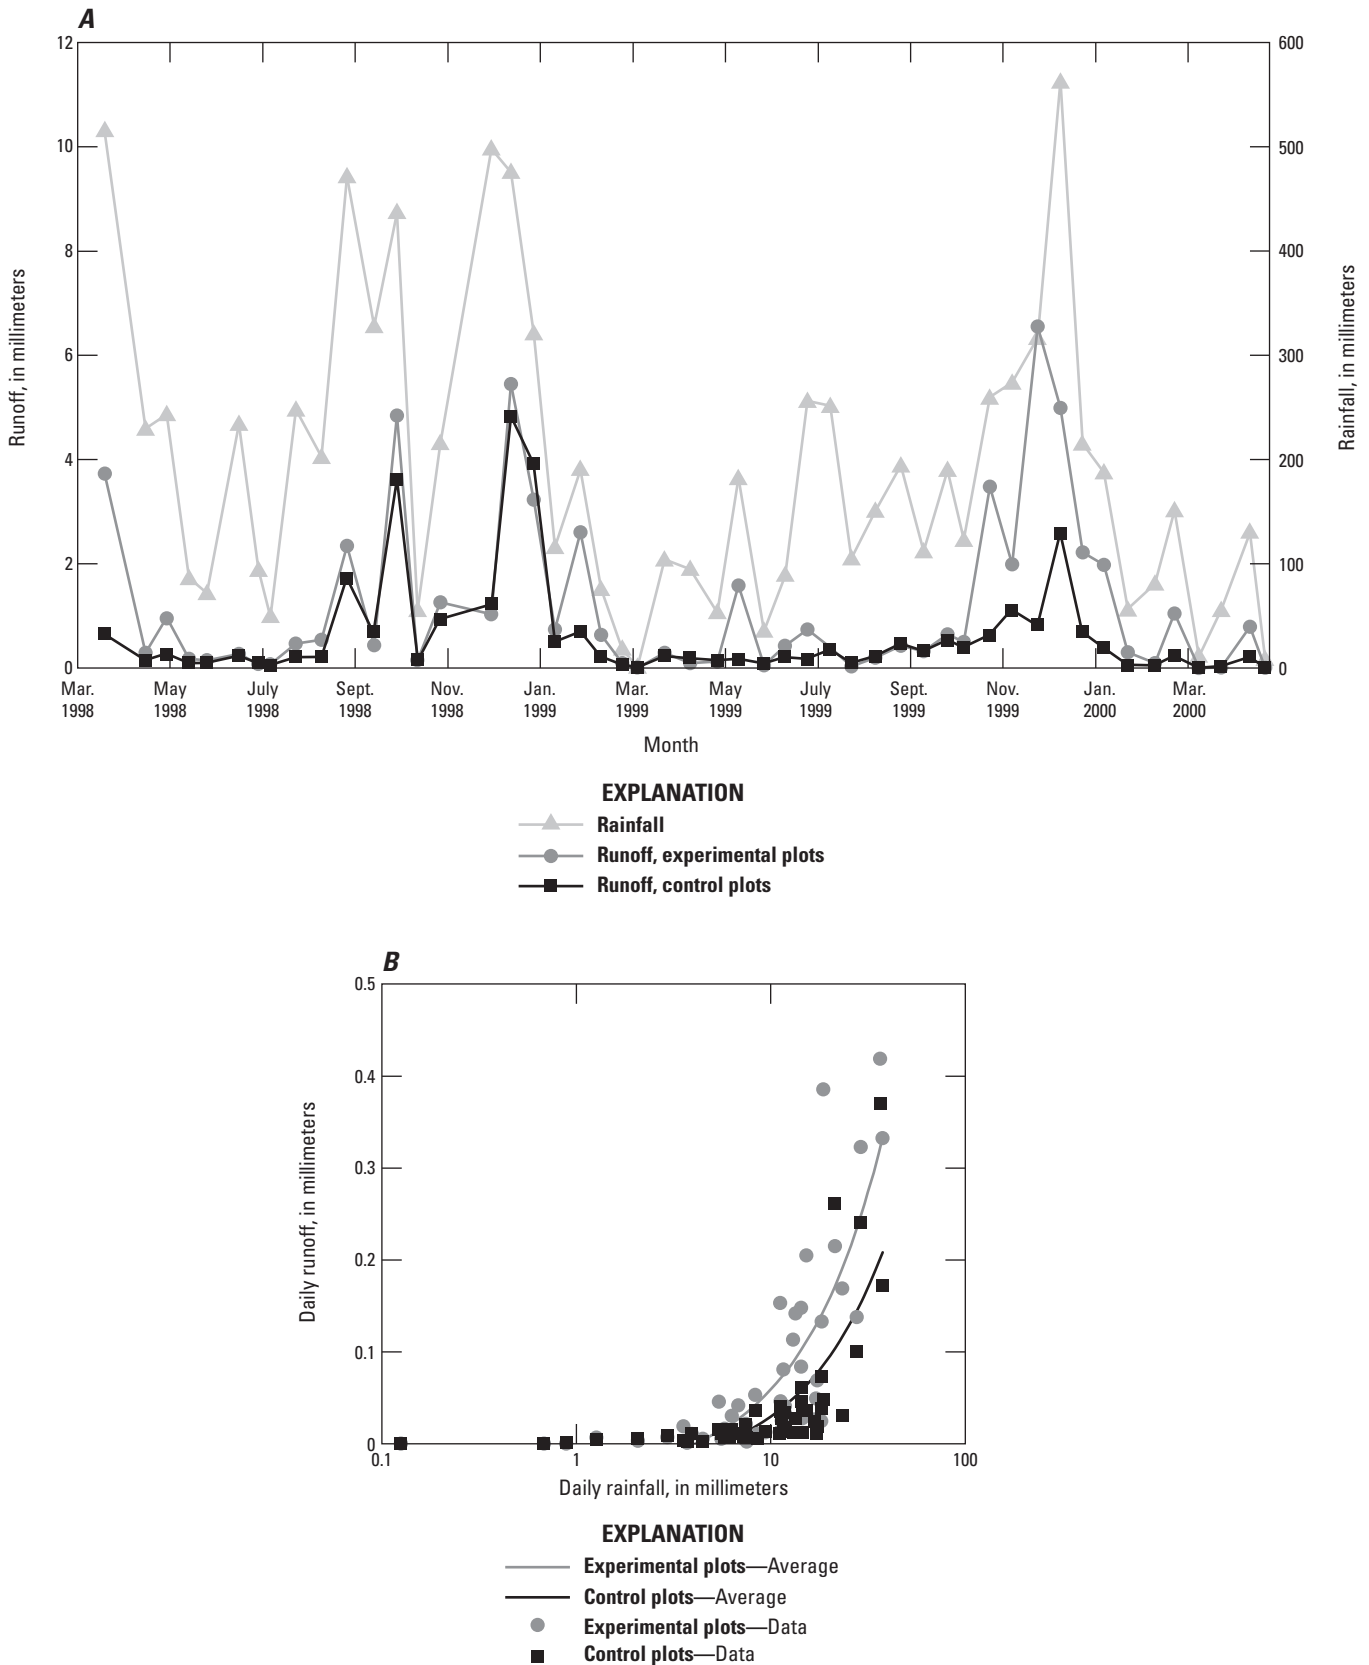 A
12
10
8
6
4
2
0
Runoff, in millimeters
600
500
400
300
200
100
0
Rainfall, in millimeters
Mar. May July Sept. Nov. Jan. Mar. May July Sept. Nov. Jan. Mar.
1998 1998 1998 1998 1998 1999 1999 1999 1999 1999 1999 2000 2000
Month
EXPLANATION
Rainfall
Runoff, experimental plots
Runoff, control plots
B
0.5
0.4
0.3
0.2
0.1
0
Daily runoff, in millimeters
0.1 1 10 100
Daily rainfall, in millimeters
EXPLANATION
Experimental plots—Average
Control plots—Average
Experimental plots—Data
Control plots—Data